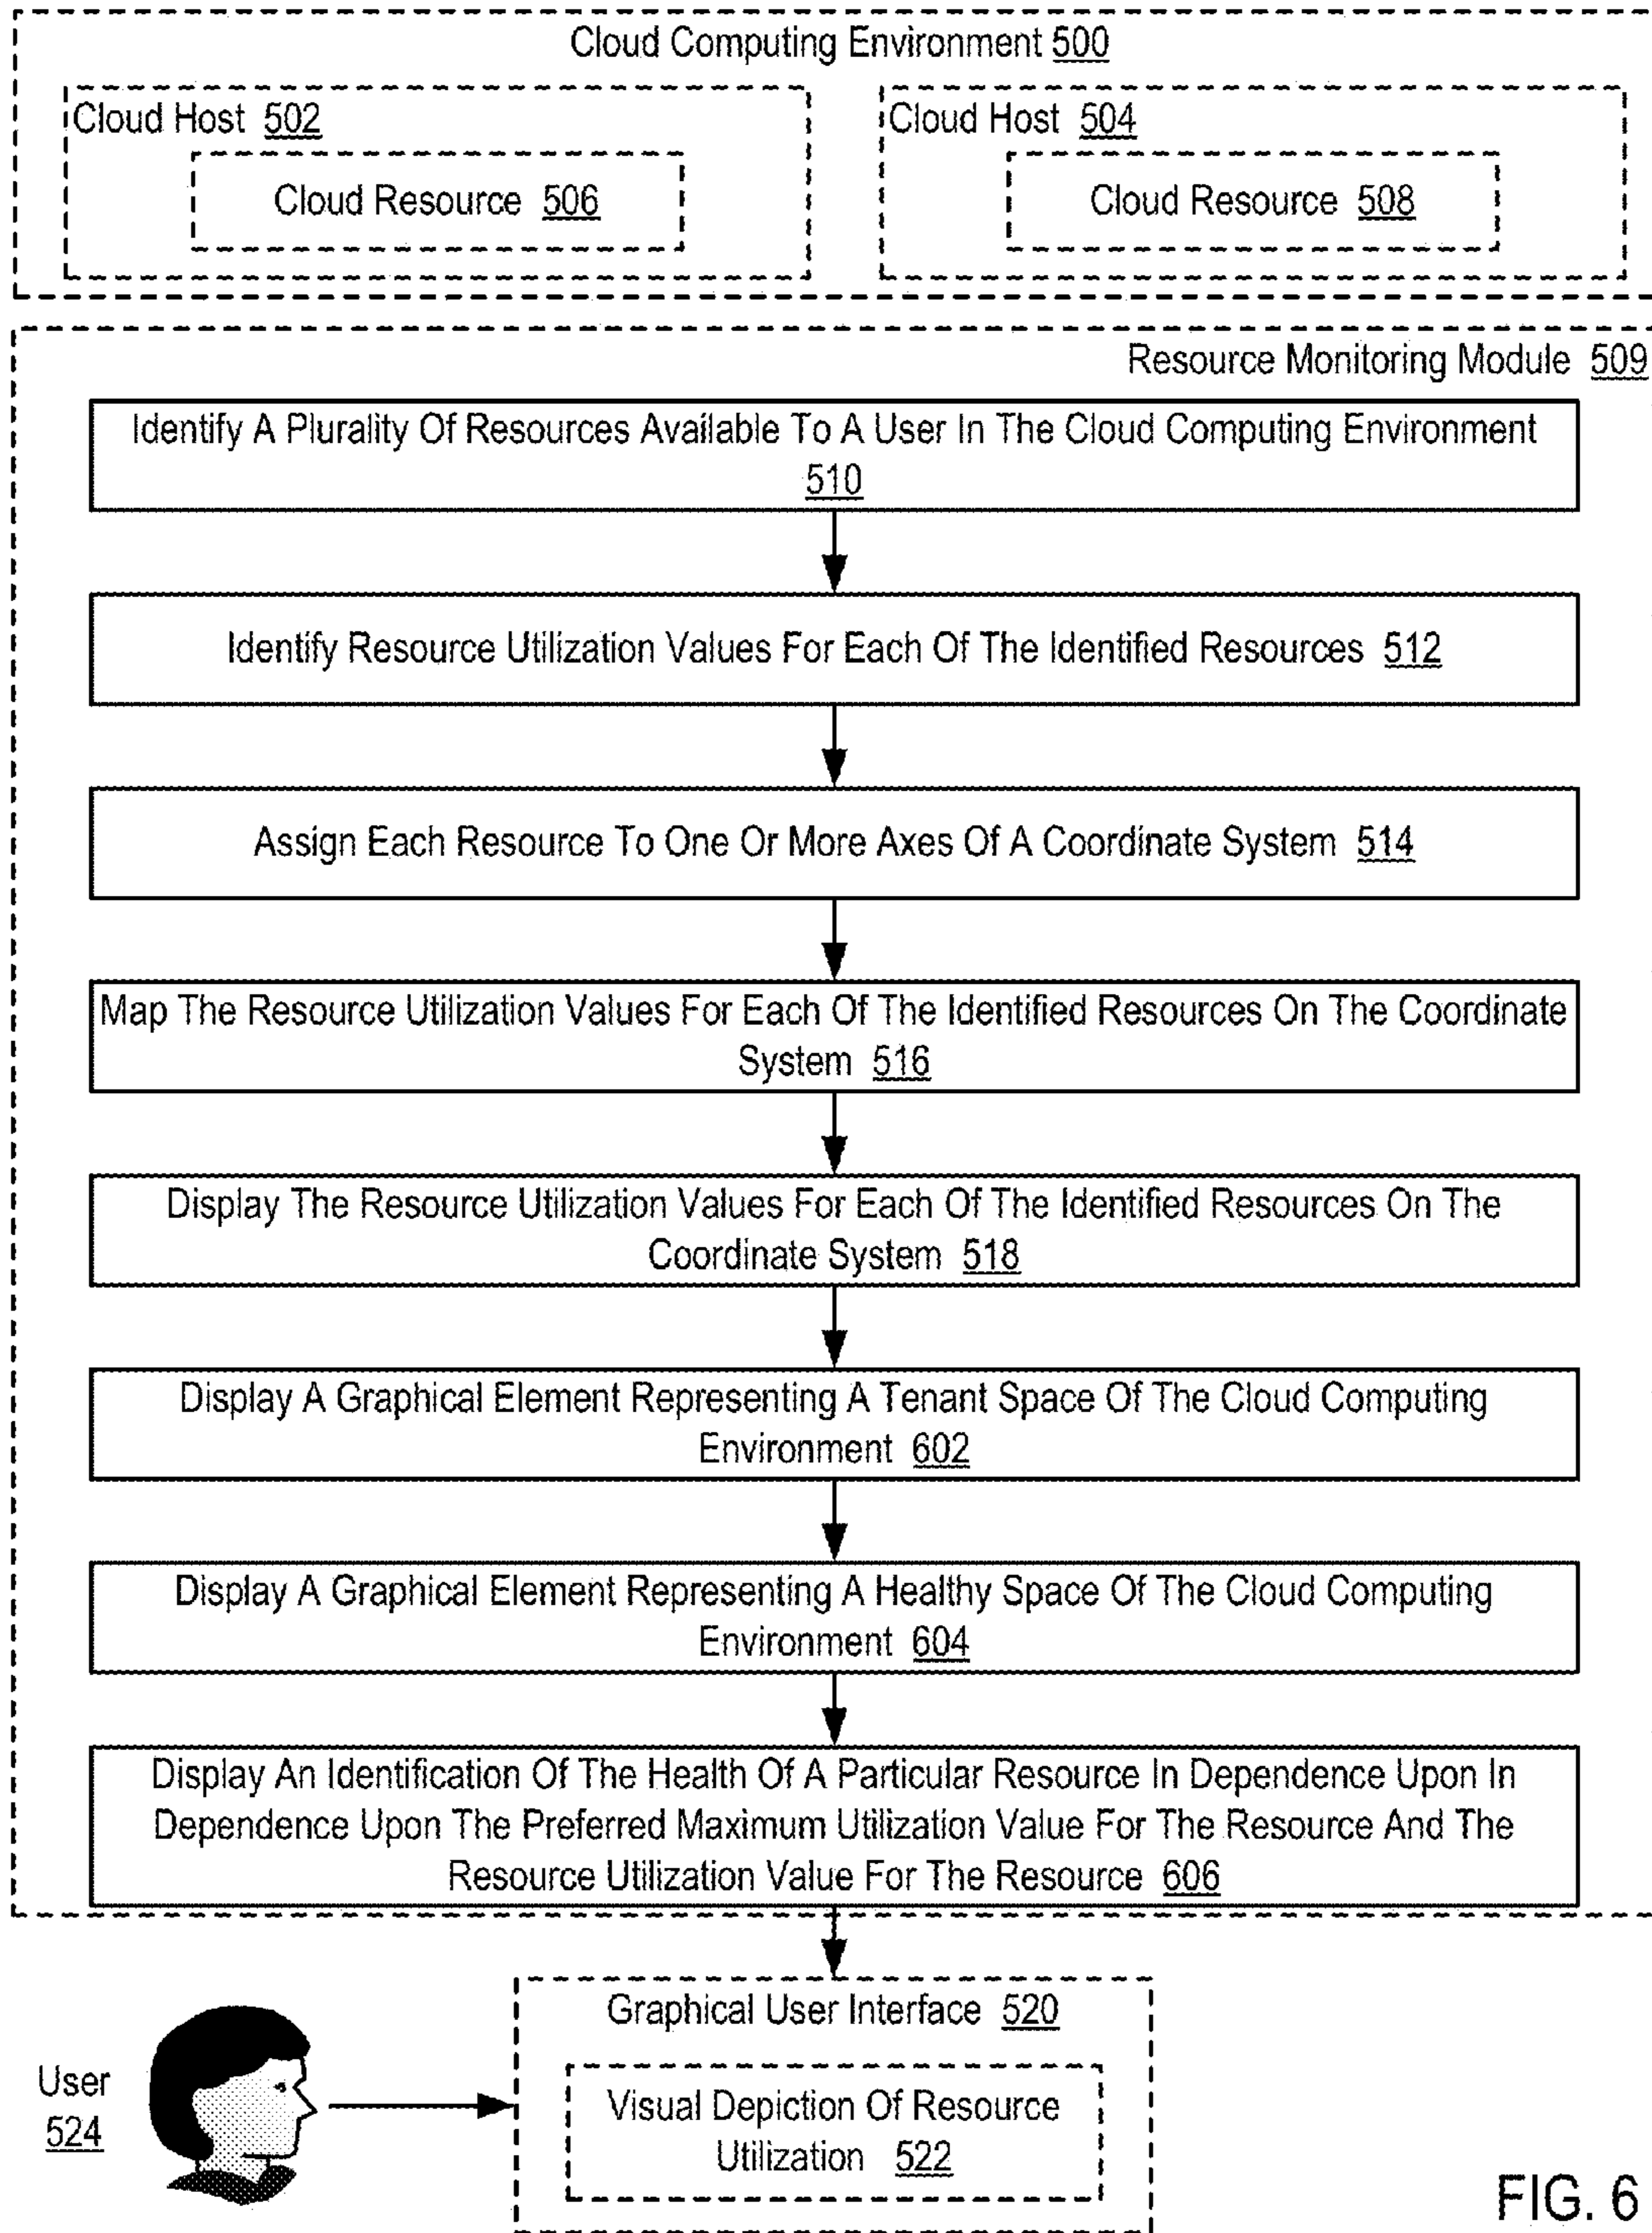 Cloud Computing Environment 500
Cloud Host 502
Cloud Resource 506
Cloud Host 504
Cloud Resource 508
Resource Monitoring Module 509
Identify A Plurality Of Resources Available To A User In The Cloud Computing Environment
510
Identify Resource Utilization Values For Each Of The Identified Resources 512
Assign Each Resource To One Or More Axes Of A Coordinate System 514
Map The Resource Utilization Values For Each Of The Identified Resources On The Coordinate
System 516
Display The Resource Utilization Values For Each Of The Identified Resources On The
Coordinate System 518
Display A Graphical Element Representing A Tenant Space Of The Cloud Computing
Environment 602
Display A Graphical Element Representing A Healthy Space Of The Cloud Computing
Environment 604
Display An Identification Of The Health Of A Particular Resource In Dependence Upon In
Dependence Upon The Preferred Maximum Utilization Value For The Resource And The
Resource Utilization Value For The Resource 606
Graphical User Interface 520
Visual Depiction Of Resource
Utilization 522
User
524
FIG. 6